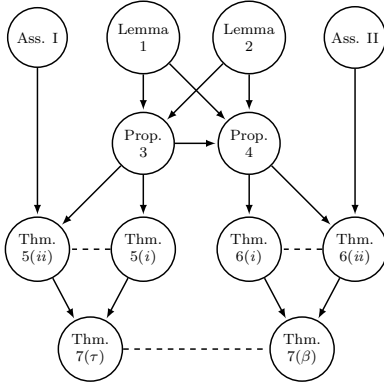 Ass. I
Lemma
1
Lemma
2
Ass. II
Prop.
3
Prop.
4
Thm.
5(ii)
Thm.
5(i)
Thm.
6(i)
Thm.
6(ii)
Thm.
7(τ)
Thm.
7(β)